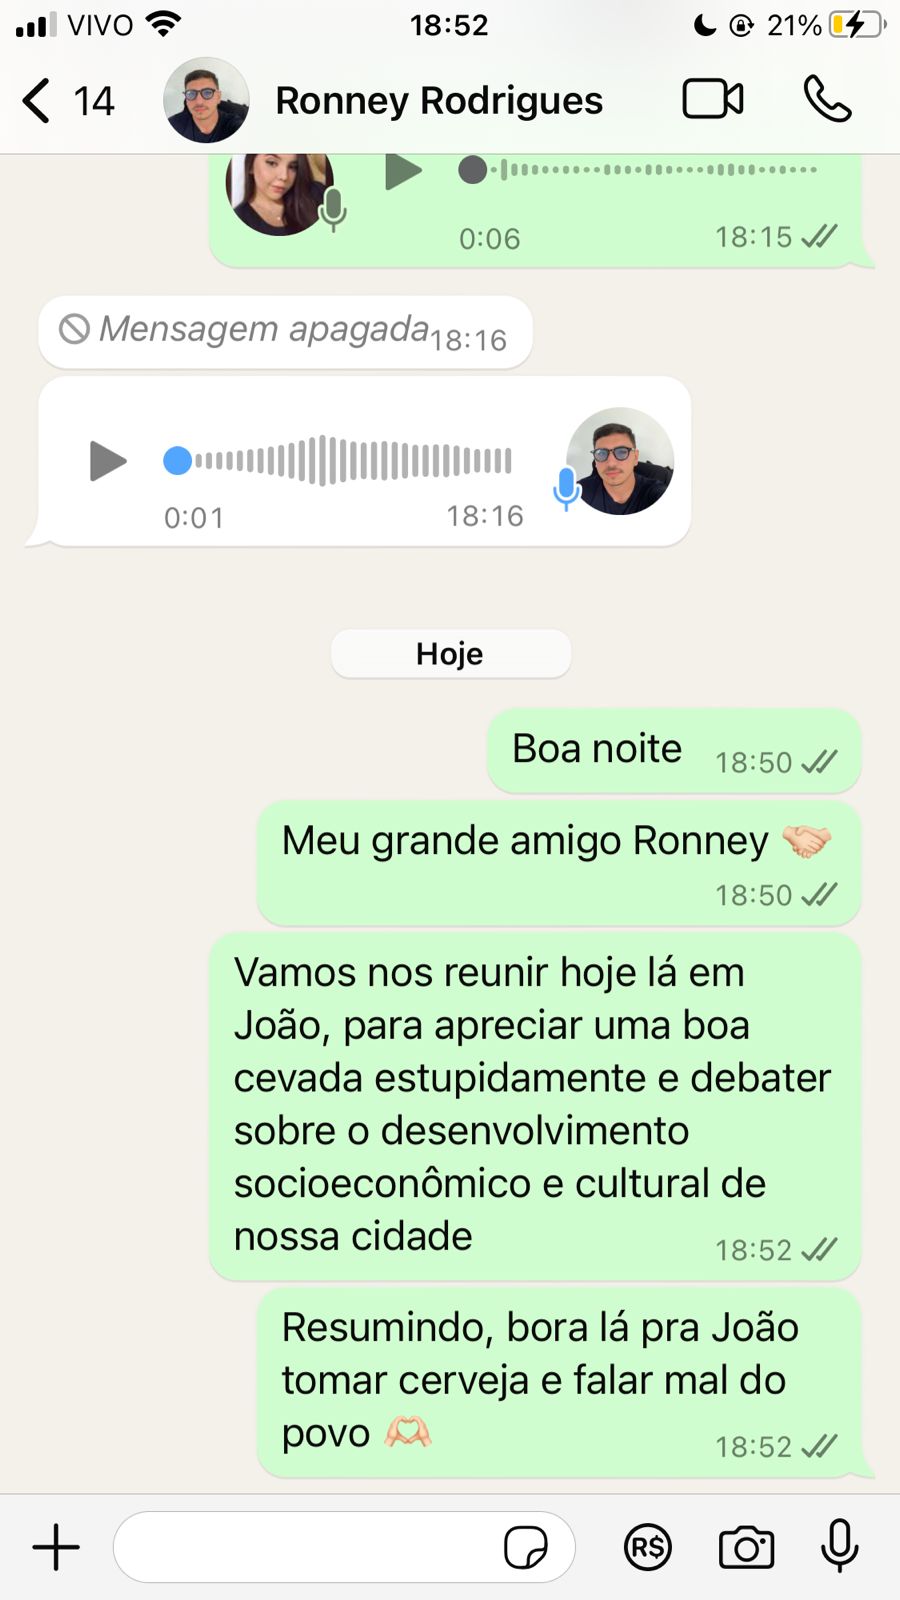 VIVO 18:52 21%
14 Ronney Rodrigues
0:06 18:15
Mensagem apagada 18:16
0:01 18:16
Hoje
Boa noite 18:50
Meu grande amigo Ronney 🤝🏻
18:50
Vamos nos reunir hoje lá em
João, para apreciar uma boa
cevada estupidamente e debater
sobre o desenvolvimento
socioeconômico e cultural de
nossa cidade 18:52
Resumindo, bora lá pra João
tomar cerveja e falar mal do
povo 🫶🏻 18:52
R$